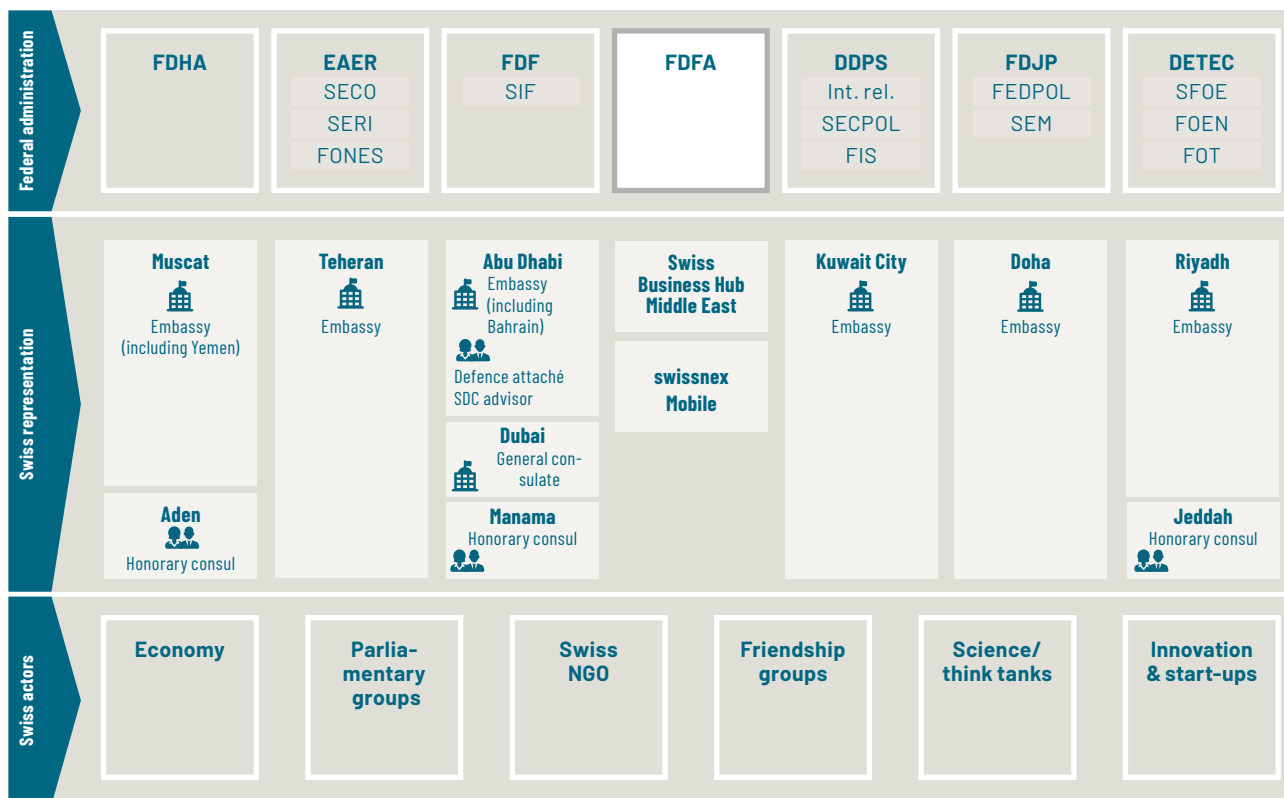 Federal administration
FDHA
EAER
SECO
SERI
FONES
FDF
SIF
FDFA
DDPS
Int. rel.
SECPOL
FIS
FDJP
FEDPOL
SEM
DETEC
SFOE
FOEN
FOT
Swiss representation
Muscat
Embassy
(including Yemen)
Aden
Honorary consul
Teheran
Embassy
Abu Dhabi
Embassy
(including
Bahrain)
Defence attaché
SDC advisor
Dubai
General con-
sulate
Manama
Honorary consul
Swiss
Business Hub
Middle East
swissnex
Mobile
Kuwait City
Embassy
Doha
Embassy
Riyadh
Embassy
Jeddah
Honorary consul
Swiss actors
Economy
Parlia-
mentary
groups
Swiss
NGO
Friendship
groups
Science/
think tanks
Innovation
& start-ups